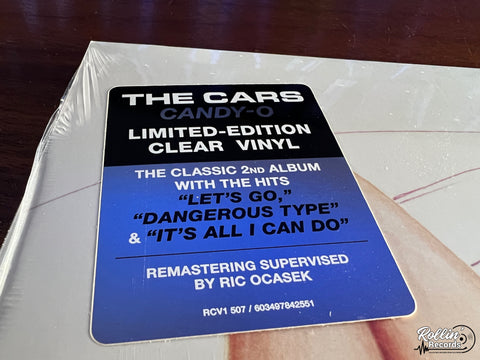 THE CARS
CANDY-O
LIMITED-EDITION
CLEAR VINYL
THE CLASSIC 2ND ALBUM
WITH THE HITS
"LET'S GO,"
"DANGEROUS TYPE"
& "IT'S ALL I CAN DO"
REMASTERING SUPERVISED
BY RIC OCASEK
RCV1 507 / 603497842551
Rollin'
Records